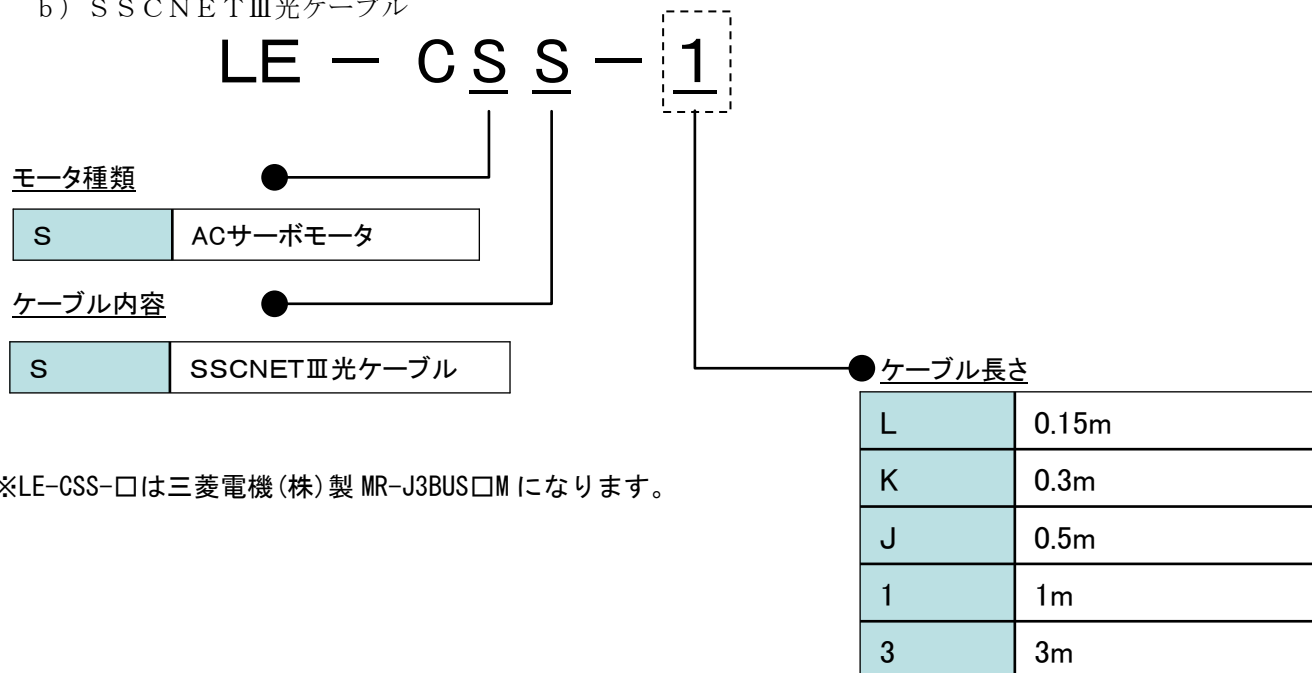 b) ＳＳＣＮＥＴⅢ光ケーブル
LE － CSS－1
モータ種類
S ACサーボモータ
ケーブル内容
S SSCNETⅢ光ケーブル
ケーブル長さ
L 0.15m
K 0.3m
J 0.5m
1 1m
3 3m
※LE-CSS-□は三菱電機(株)製 MR-J3BUS□M になります。